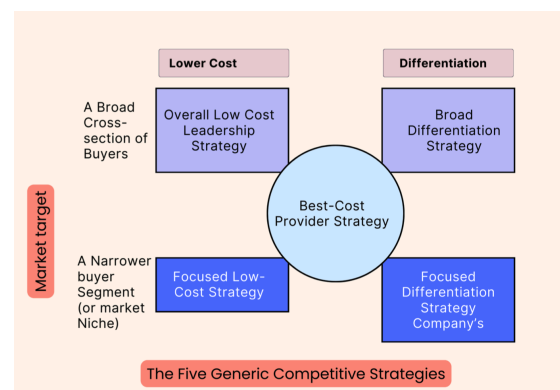 Lower Cost
Differentiation
A Broad
Cross-
section of
Buyers
Overall Low Cost
Leadership
Strategy
Broad
Differentiation
Strategy
Best-Cost
Provider Strategy
Market target
A Narrower
buyer
Segment
(or market
Niche)
Focused Low-
Cost Strategy
Focused
Differentiation
Strategy
Company's
The Five Generic Competitive Strategies